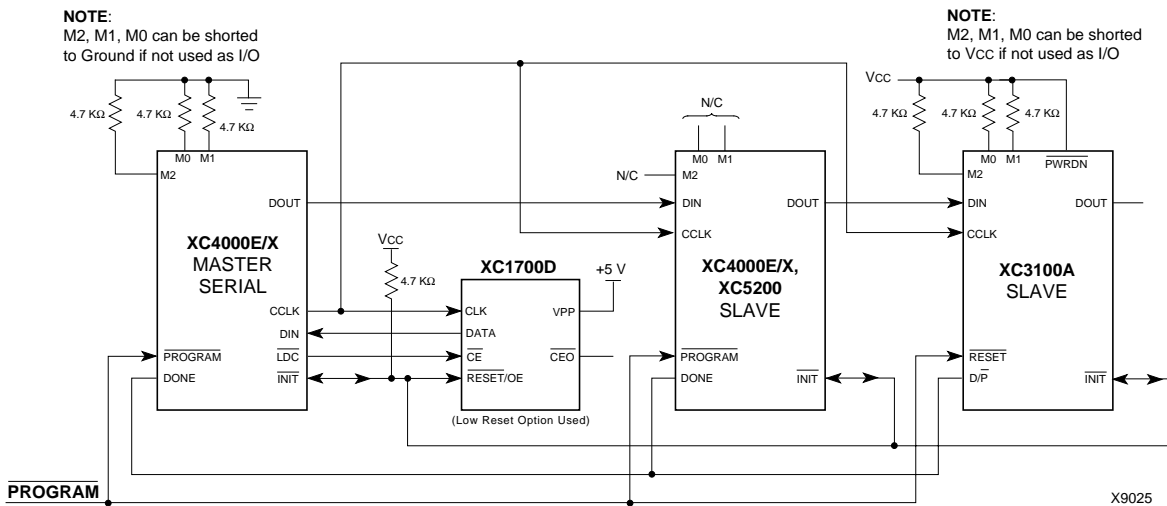 NOTE:
M2, M1, M0 can be shorted
to Ground if not used as I/O
NOTE:
M2, M1, M0 can be shorted
to VCC if not used as I/O
4.7 KΩ
4.7 KΩ
4.7 KΩ
M0 M1
M2
DOUT
XC4000E/X
MASTER
SERIAL
CCLK
DIN
PROGRAM
LDC
DONE
INIT
VCC
4.7 KΩ
XC1700D
+5 V
CLK
VPP
DATA
CE
CEO
RESET/OE
(Low Reset Option Used)
N/C
M0 M1
N/C
M2
DIN
DOUT
CCLK
XC4000E/X,
XC5200
SLAVE
PROGRAM
DONE
INIT
VCC
4.7 KΩ
4.7 KΩ
4.7 KΩ
M0 M1
PWRDN
M2
DIN
DOUT
CCLK
XC3100A
SLAVE
RESET
D/P
INIT
PROGRAM
X9025